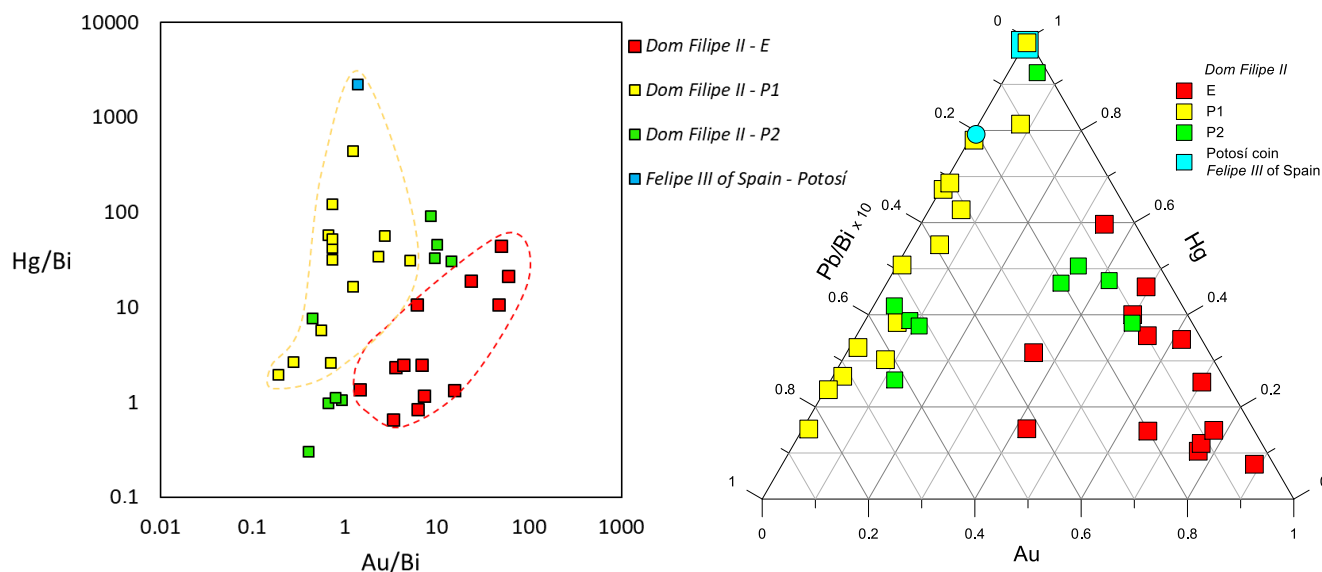 10000
1000
100
10
1
0.1
Hg/Bi
0.01
0.1
1
10
100
1000
Au/Bi
Dom Filipe II - E
Dom Filipe II - P1
Dom Filipe II - P2
Felipe III of Spain - Potosí
0
1
0.2
0.8
0.4
0.6
Pb/Bi x 10
Hg
0.6
0.4
0.8
0.2
1
0
0
0.2
0.4
0.6
0.8
1
Au
Dom Filipe II
E
P1
P2
Potosí coin
Felipe III of Spain